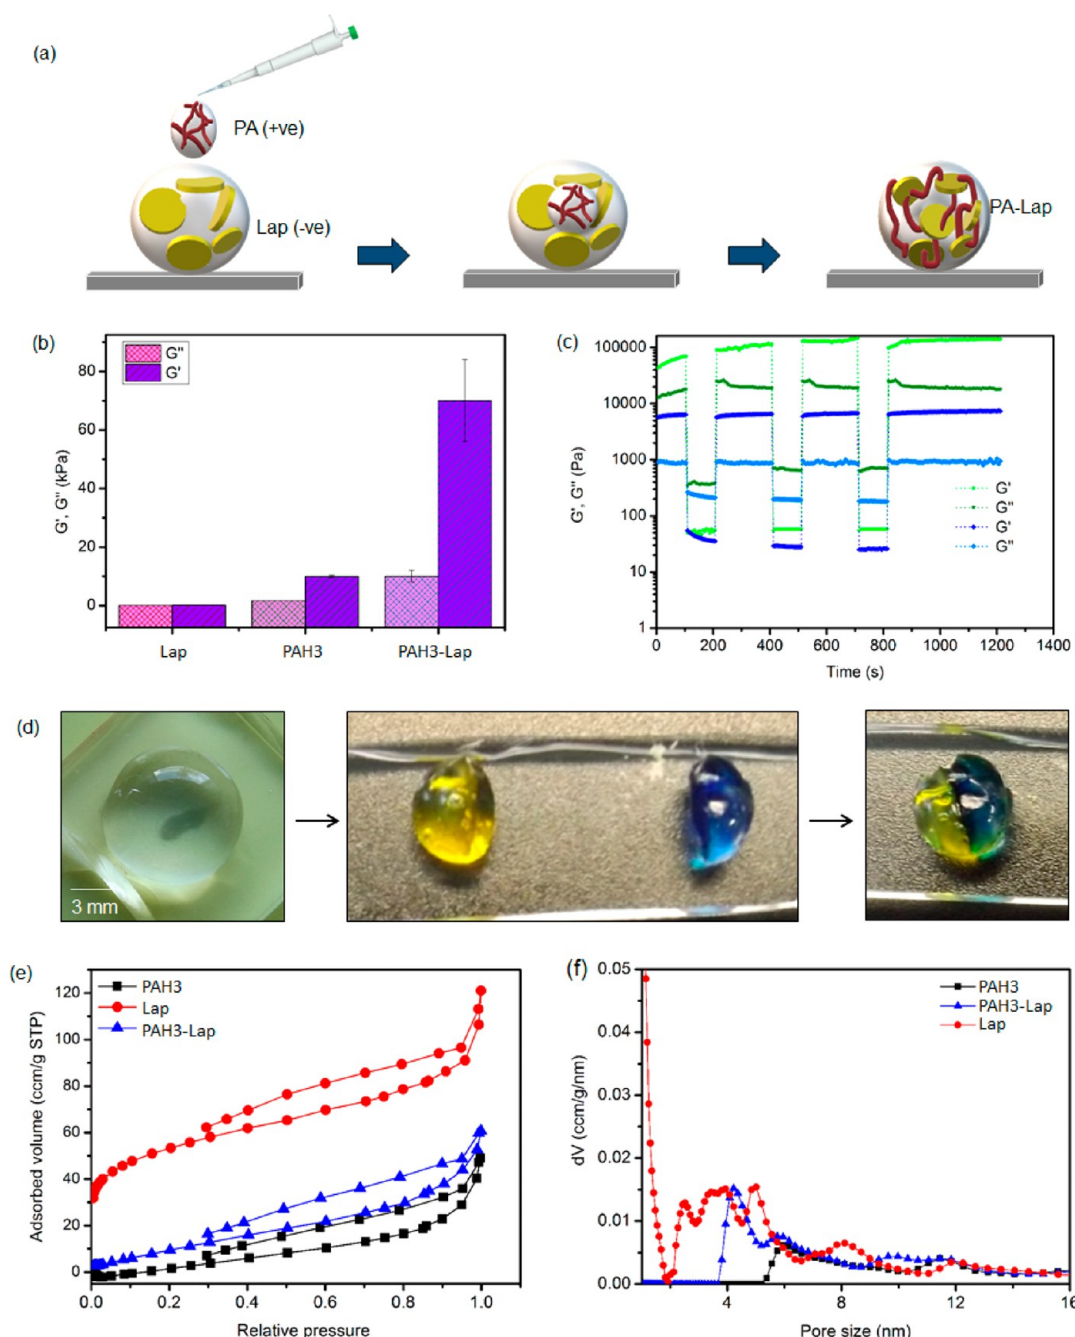 (a)
PA (+ve)
Lap (-ve)
PA-Lap
(b)
G"
G'
80
60
40
20
0
G', G" (kPa)
Lap PAH3 PAH3-Lap
(c)
100000
10000
1000
100
10
1
G', G" (Pa)
G'
G"
G'
G"
0 200 400 600 800 1000 1200 1400
Time (s)
(d)
3 mm
(e)
PAH3
Lap
PAH3-Lap
120
100
80
60
40
20
0
Adsorbed volume (ccm/g STP)
0.0 0.2 0.4 0.6 0.8 1.0
Relative pressure
(f)
PAH3
PAH3-Lap
Lap
0.05
0.04
0.03
0.02
0.01
0.00
dV (ccm/g/nm)
4 8 12 16
Pore size (nm)